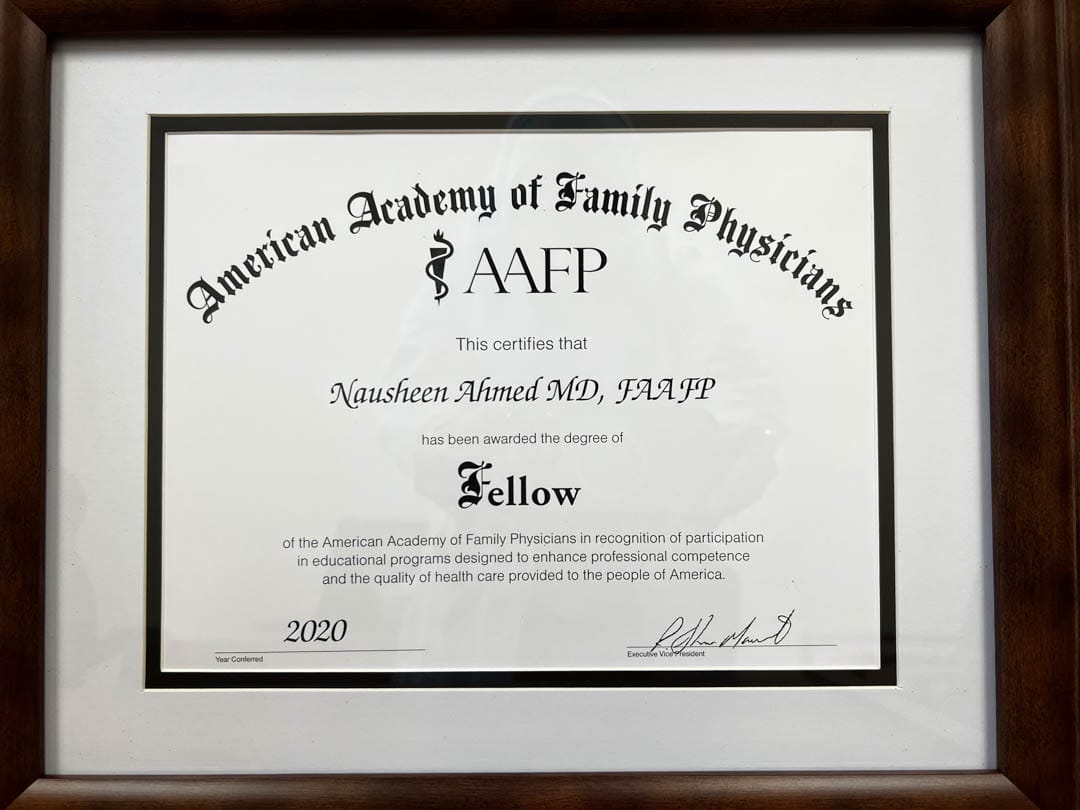 American Academy of Family Physicians
AAFP
This certifies that
Nausheen Ahmed MD, FAAFP
has been awarded the degree of
Fellow
of the American Academy of Family Physicians in recognition of participation
in educational programs designed to enhance professional competence
and the quality of health care provided to the people of America.
2020
Year Conferred
Executive Vice President